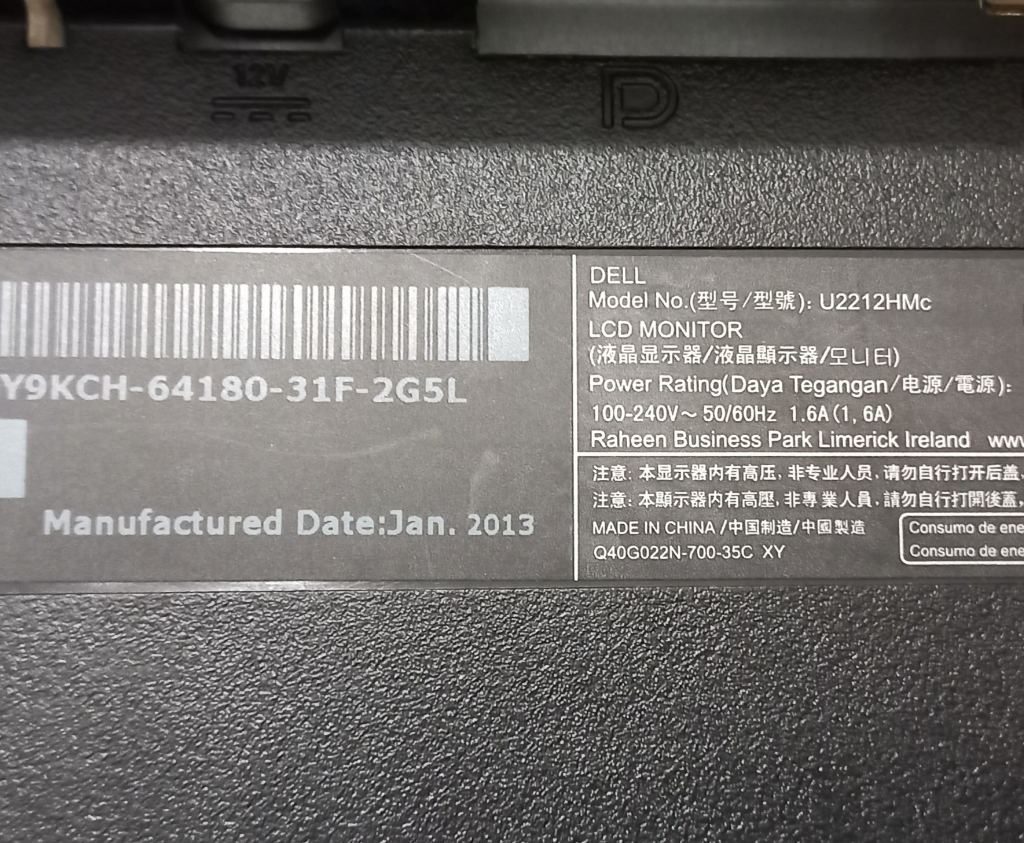 12V
Y9KCH-64180-31F-2G5L
Manufactured Date:Jan. 2013
DELL
Model No.(型号/型號): U2212HMc
LCD MONITOR
(液晶显示器/液晶顯示器/모니터)
Power Rating(Daya Tegangan/电源/電源):
100-240V~ 50/60Hz 1.6A(1, 6A)
Raheen Business Park Limerick Ireland www
注意: 本显示器内有高压, 非专业人员, 请勿自行打开后盖,
注意: 本顯示器内有高壓, 非專業人員, 請勿自行打開後蓋,
MADE IN CHINA /中国制造/中國製造
Q40G022N-700-35C XY
Consumo de ene
Consumo de ene